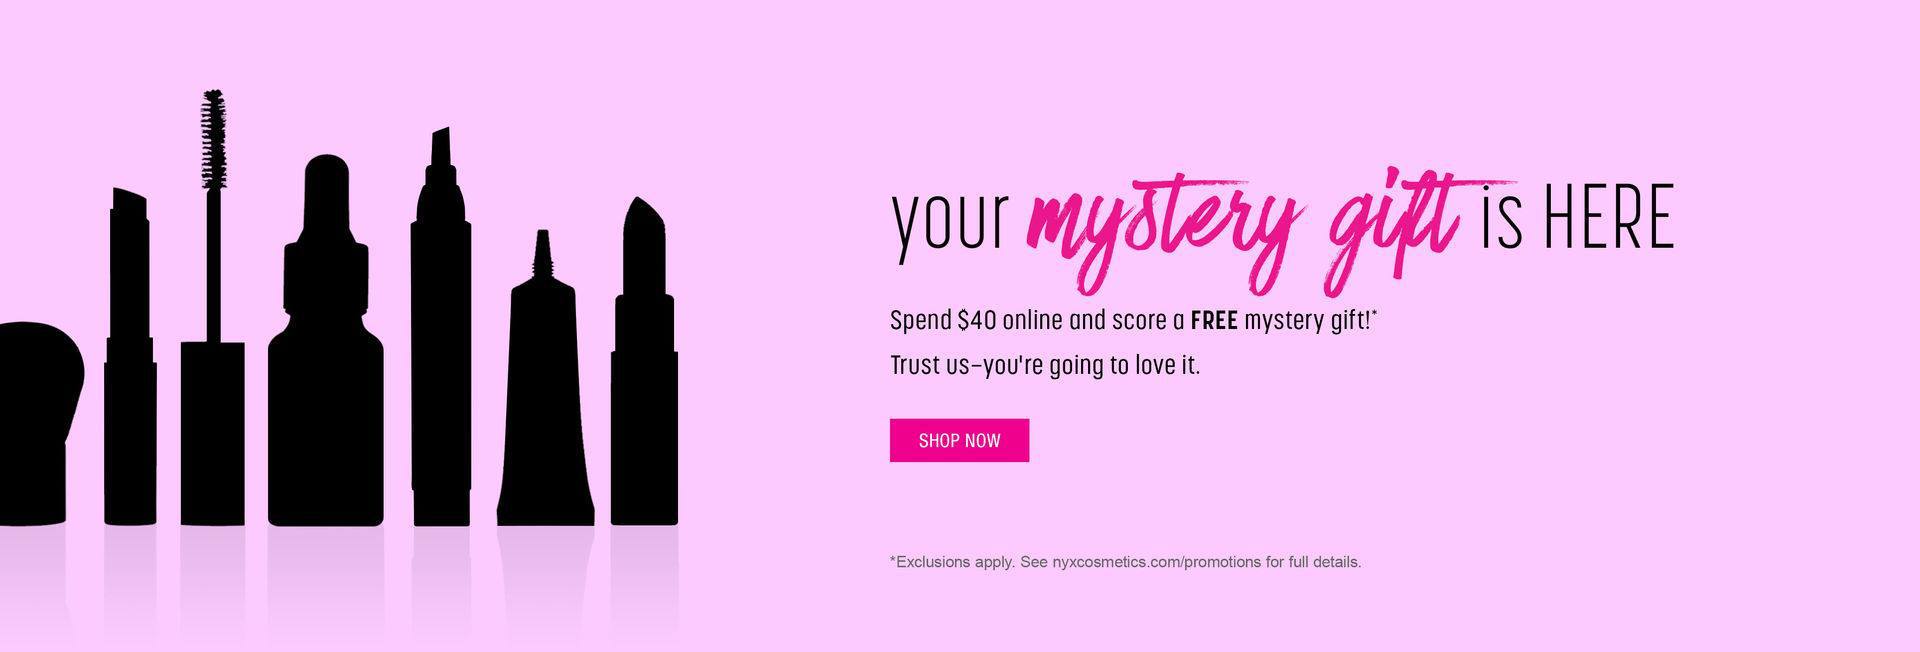 your mystery gift is HERE
Spend $40 online and score a FREE mystery gift!*
Trust us–you're going to love it.
SHOP NOW
*Exclusions apply. See nyxcosmetics.com/promotions for full details.